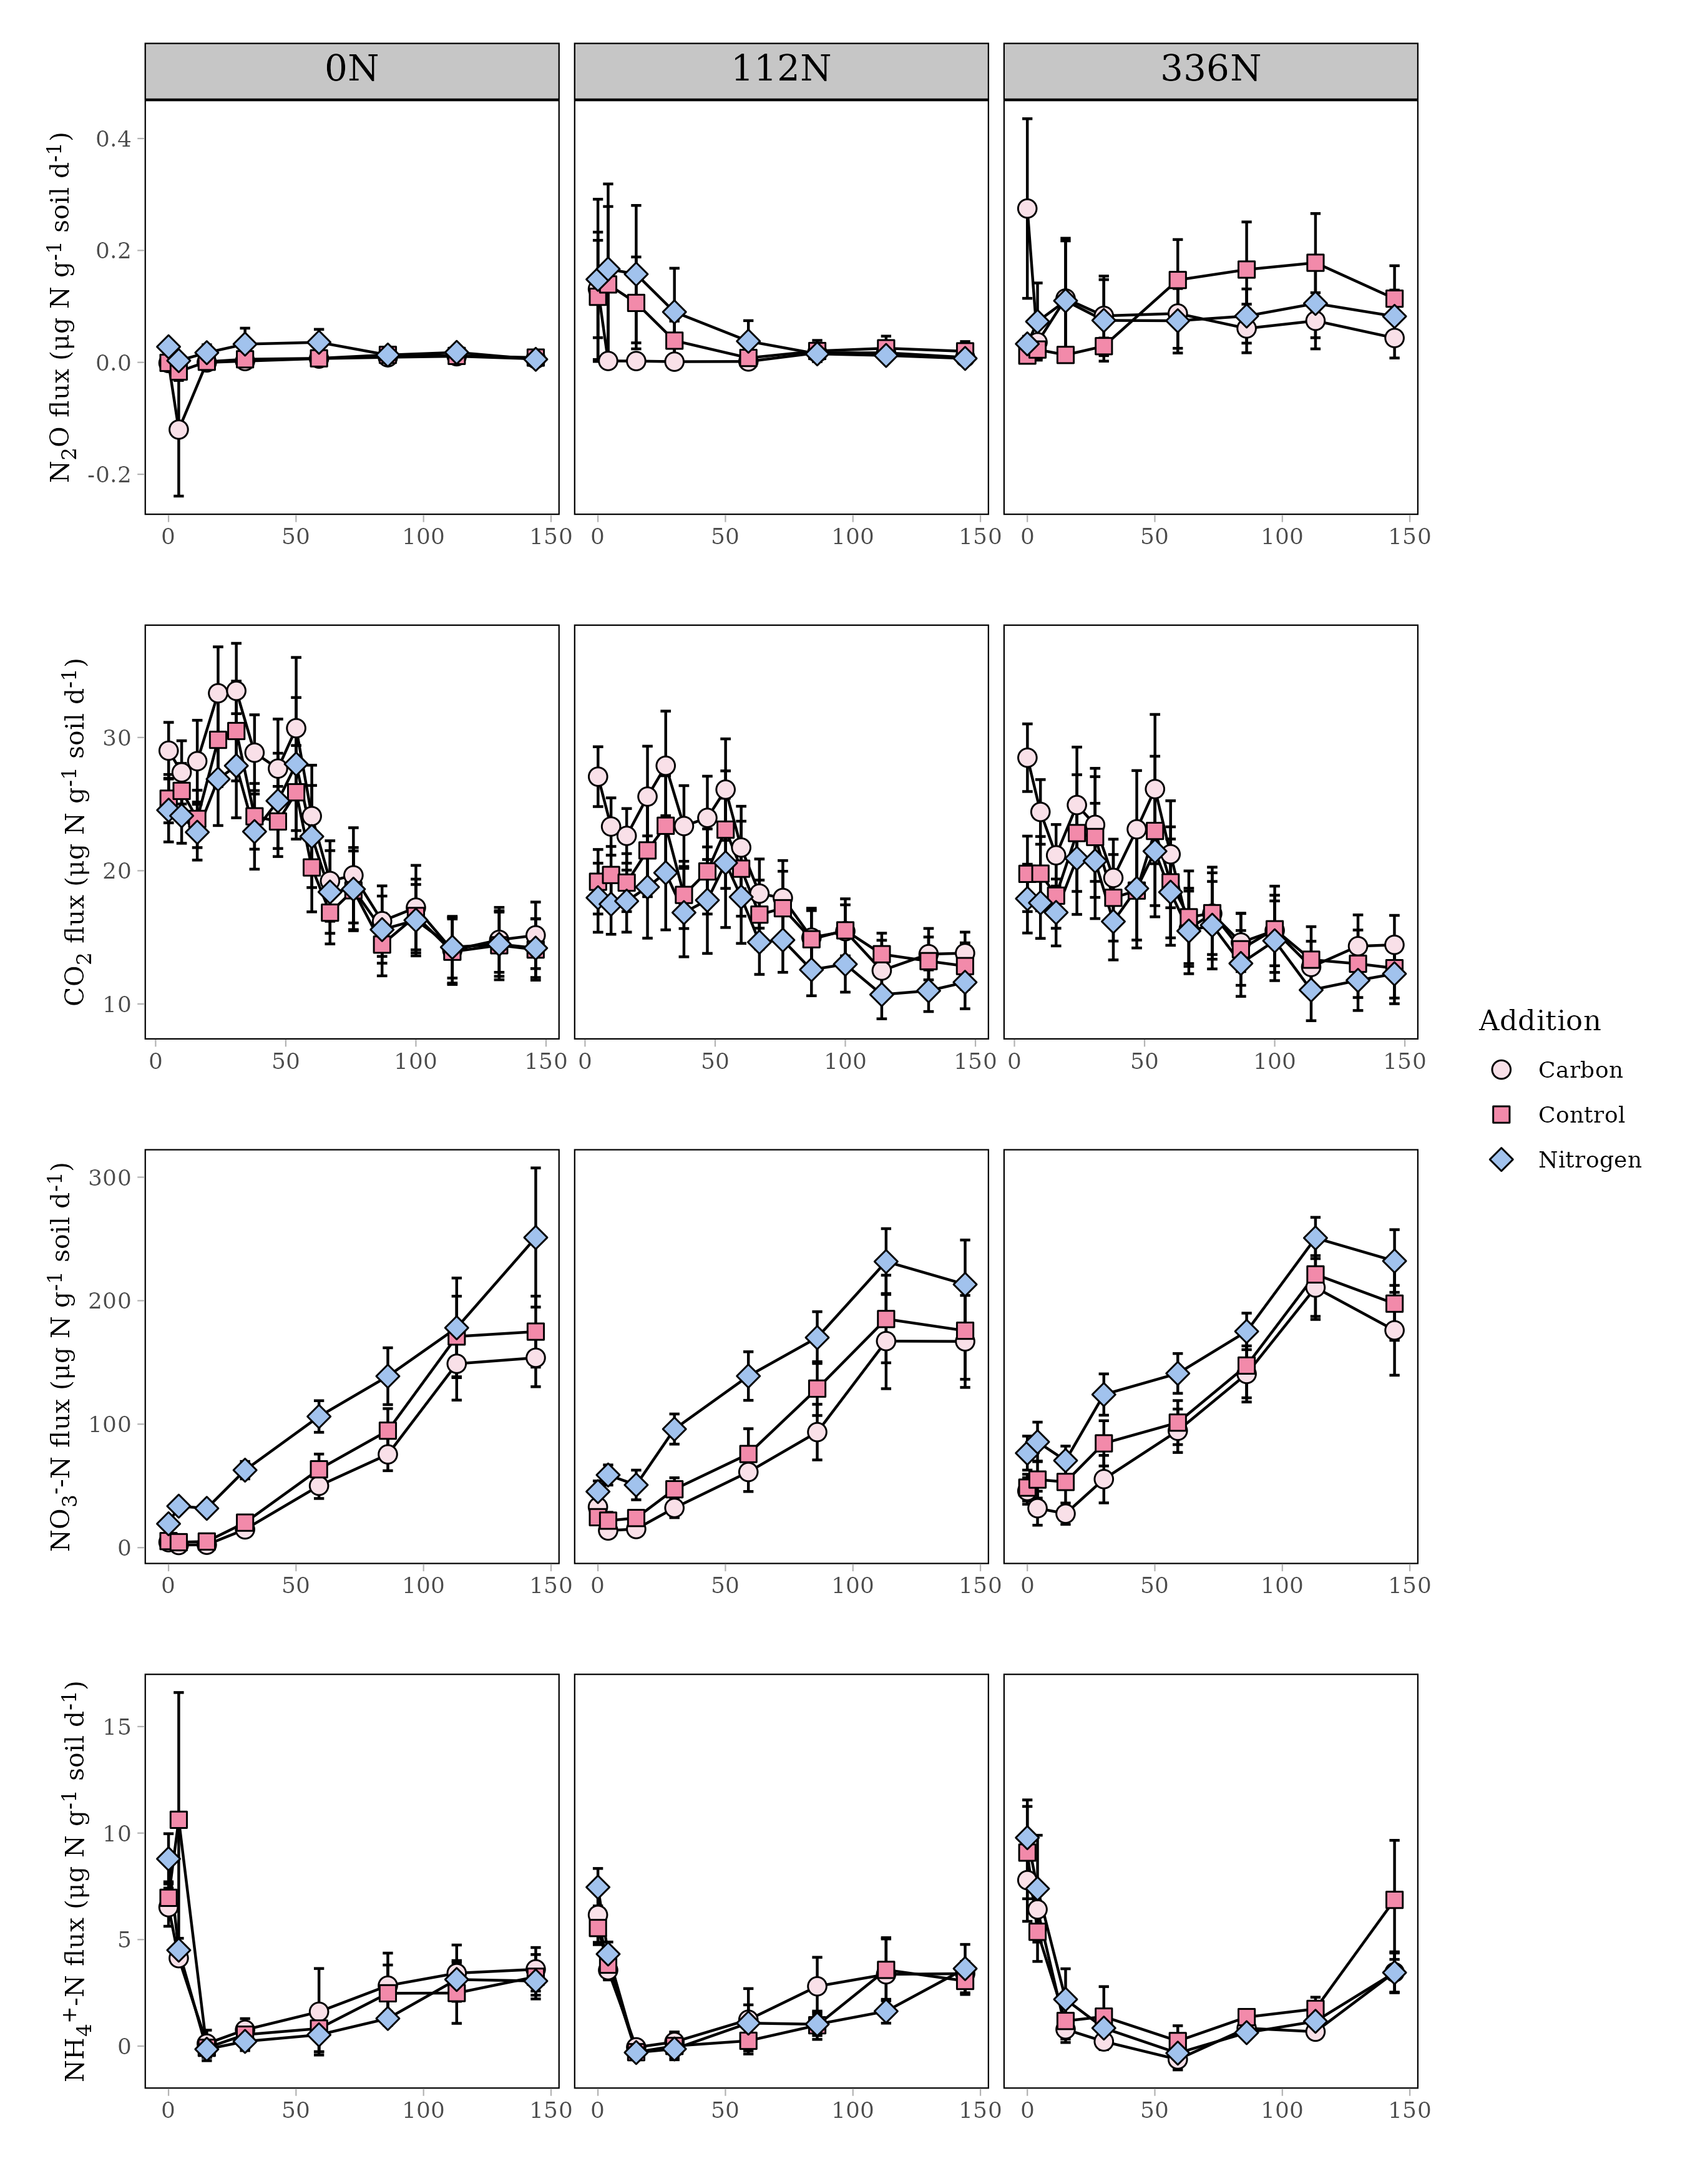 0N 112N 336N
N2O flux (µg N g-1 soil d-1)
0.4
0.2
0.0
-0.2
0 50 100 150 0 50 100 150 0 50 100 150
CO2 flux (µg N g-1 soil d-1)
30
20
10
0 50 100 150 0 50 100 150 0 50 100 150
Addition
Carbon
Control
Nitrogen
NO3--N flux (µg N g-1 soil d-1)
300
200
100
0
0 50 100 150 0 50 100 150 0 50 100 150
NH4+-N flux (µg N g-1 soil d-1)
15
10
5
0
0 50 100 150 0 50 100 150 0 50 100 150